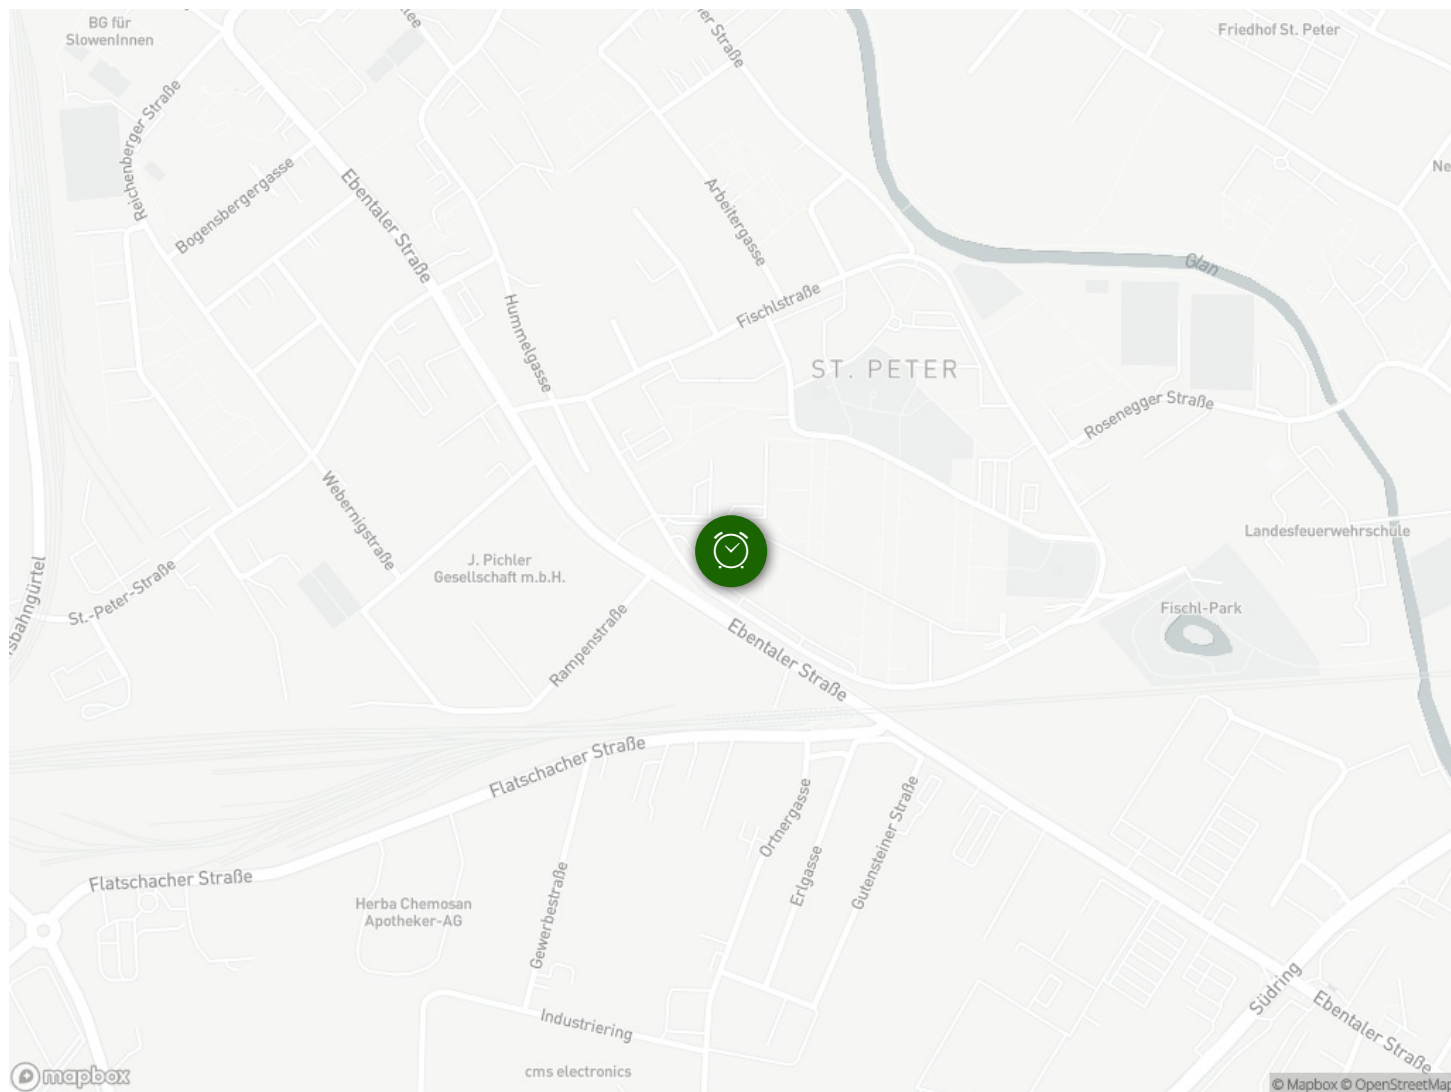 BG für
SlowenInnen
Friedhof St. Peter
Reichenberger Straße
Bogensbergergasse
Ebentaler Straße
Arbeitergasse
Glan
Hummelgasse
Fischlstraße
ST. PETER
Rosenegger Straße
Webernigstraße
Landesfeuerwehrschule
J. Pichler
Gesellschaft m.b.H.
St.-Peter-Straße
Fischl-Park
Rampenstraße
Ebentaler Straße
Flatschacher Straße
Ortnergasse
Erlgasse
Gutensteiner Straße
Flatschacher Straße
Herba Chemosan
Apotheker-AG
Gewerbestraße
Südring
Ebentaler Straße
Industriering
cms electronics
mapbox
© Mapbox © OpenStreetMap